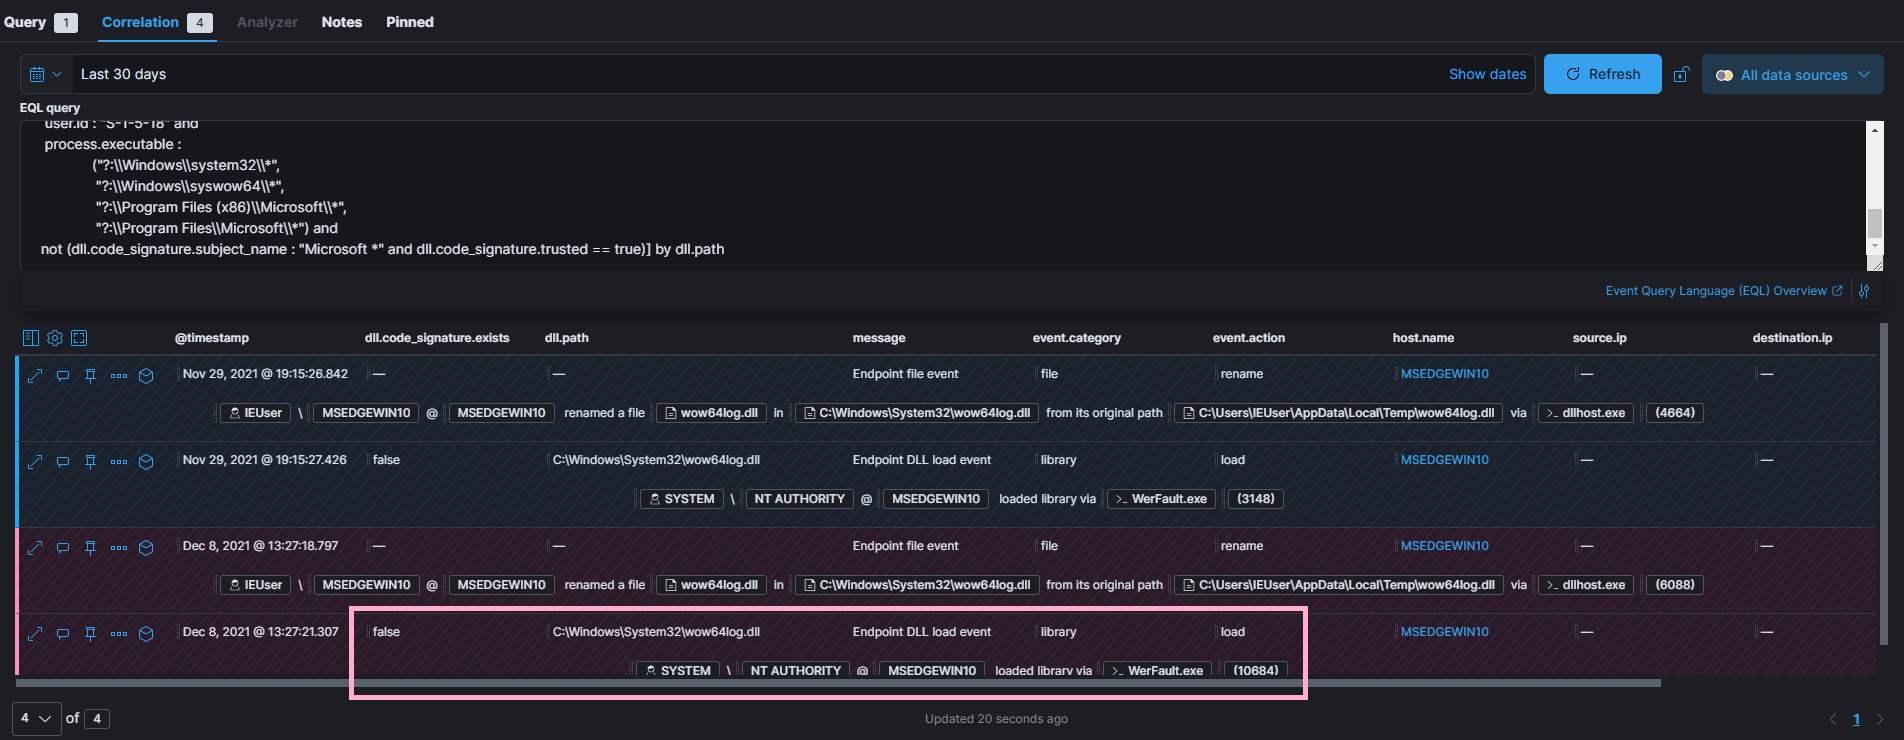 Query 1 Correlation 4 Analyzer Notes Pinned
Last 30 days Show dates Refresh All data sources
EQL query
user.id : "S-1-5-18" and
process.executable :
("?:\\Windows\\system32\\*",
"?:\\Windows\\syswow64\\*",
"?:\\Program Files (x86)\\Microsoft\\*",
"?:\\Program Files\\Microsoft\\*") and
not (dll.code_signature.subject_name : "Microsoft *" and dll.code_signature.trusted == true)] by dll.path
Event Query Language (EQL) Overview
@timestamp dll.code_signature.exists dll.path message event.category event.action host.name source.ip destination.ip
Nov 29, 2021 @ 19:15:26.842 — — Endpoint file event file rename MSEDGEWIN10 — —
IEUser \ MSEDGEWIN10 @ MSEDGEWIN10 renamed a file wow64log.dll in C:\Windows\System32\wow64log.dll from its original path C:\Users\IEUser\AppData\Local\Temp\wow64log.dll via >_ dllhost.exe (4664)
Nov 29, 2021 @ 19:15:27.426 false C:\Windows\System32\wow64log.dll Endpoint DLL load event library load MSEDGEWIN10 — —
SYSTEM \ NT AUTHORITY @ MSEDGEWIN10 loaded library via >_ WerFault.exe (3148)
Dec 8, 2021 @ 13:27:18.797 — — Endpoint file event file rename MSEDGEWIN10 — —
IEUser \ MSEDGEWIN10 @ MSEDGEWIN10 renamed a file wow64log.dll in C:\Windows\System32\wow64log.dll from its original path C:\Users\IEUser\AppData\Local\Temp\wow64log.dll via >_ dllhost.exe (6088)
Dec 8, 2021 @ 13:27:21.307 false C:\Windows\System32\wow64log.dll Endpoint DLL load event library load MSEDGEWIN10 — —
SYSTEM \ NT AUTHORITY @ MSEDGEWIN10 loaded library via >_ WerFault.exe (10684)
4 of 4 Updated 20 seconds ago 1